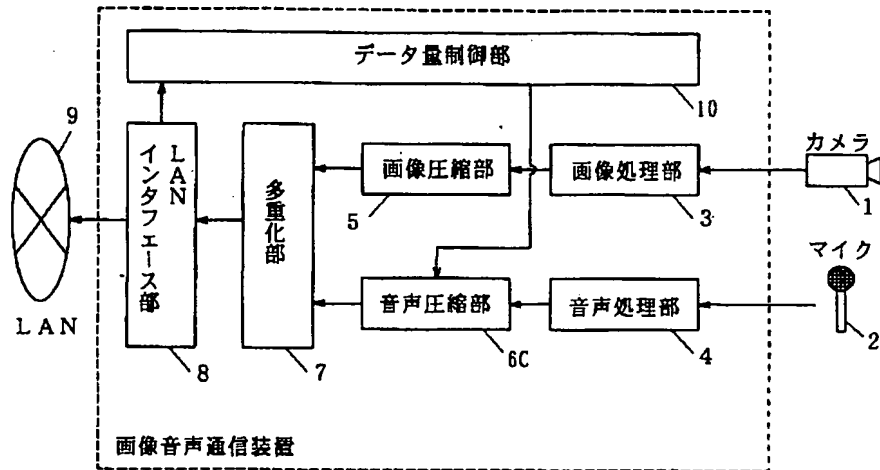 データ量制御部
10
9
LAN
インタフェース部
8
多重化部
7
画像圧縮部
5
画像処理部
3
カメラ
1
音声圧縮部
6C
音声処理部
4
マイク
2
LAN
画像音声通信装置